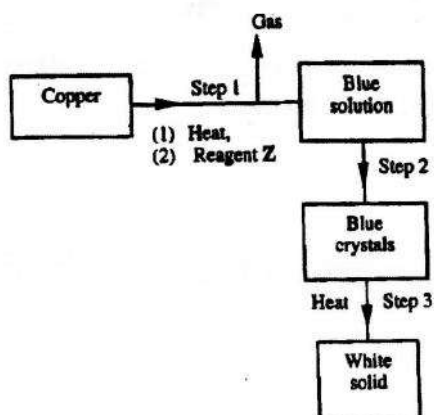 Gas
Copper
Step 1
Blue
solution
(1) Heat,
(2) Reagent Z
Step 2
Blue
crystals
Heat
Step 3
White
solid